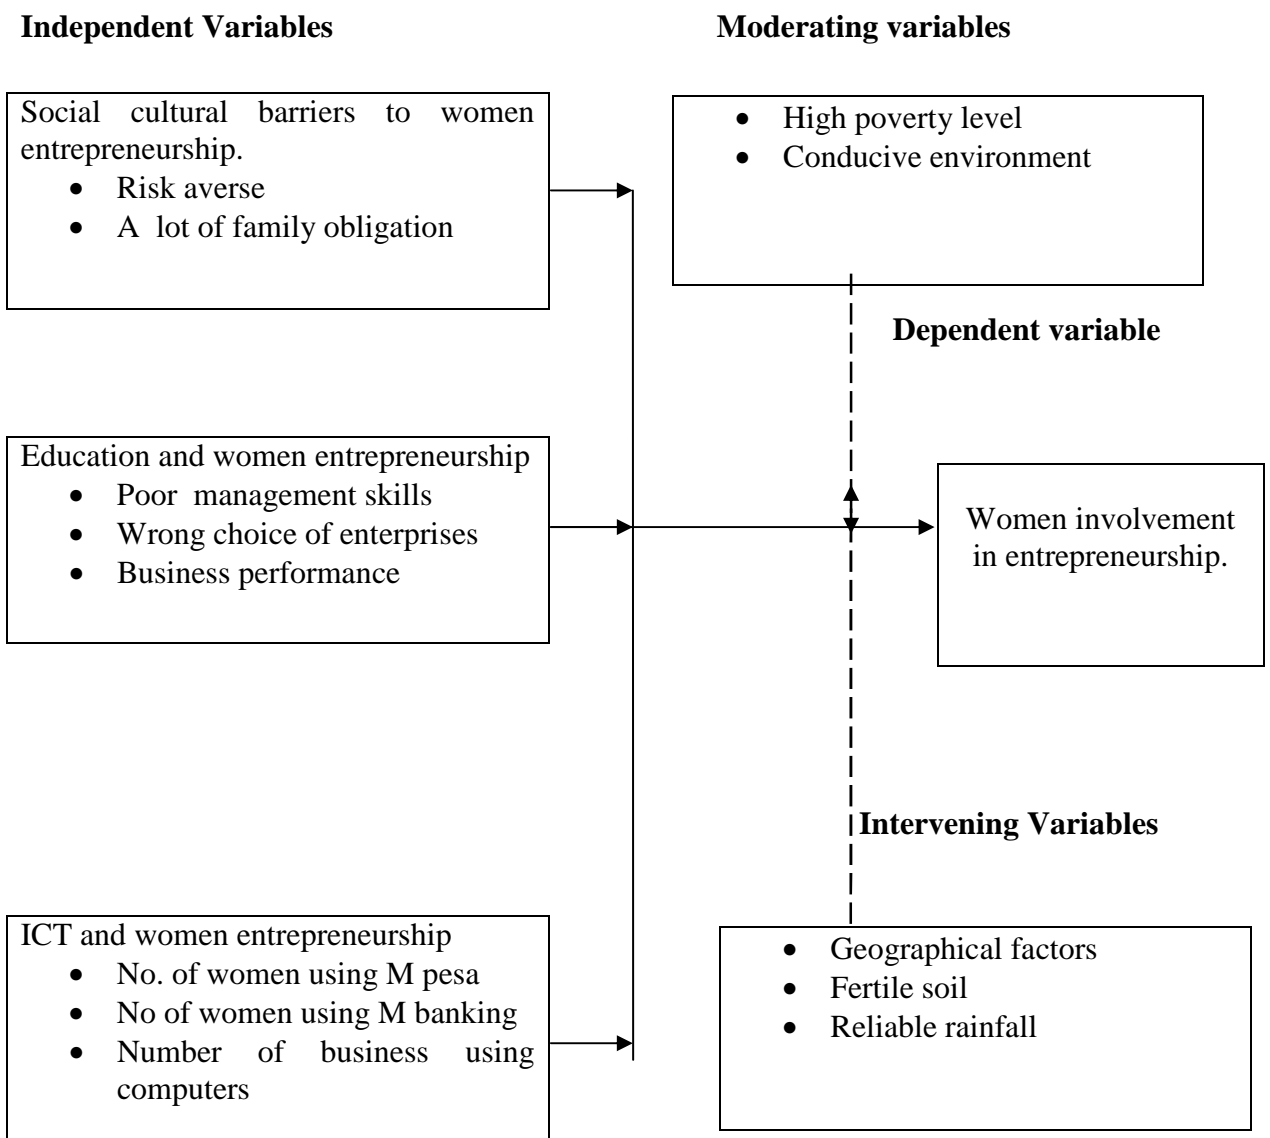 Independent Variables
Moderating variables
Social cultural barriers to women
entrepreneurship.
• Risk averse
• A lot of family obligation
• High poverty level
• Conducive environment
Dependent variable
Education and women entrepreneurship
• Poor management skills
• Wrong choice of enterprises
• Business performance
Women involvement
in entrepreneurship.
Intervening Variables
ICT and women entrepreneurship
• No. of women using M pesa
• No of women using M banking
• Number of business using
computers
• Geographical factors
• Fertile soil
• Reliable rainfall